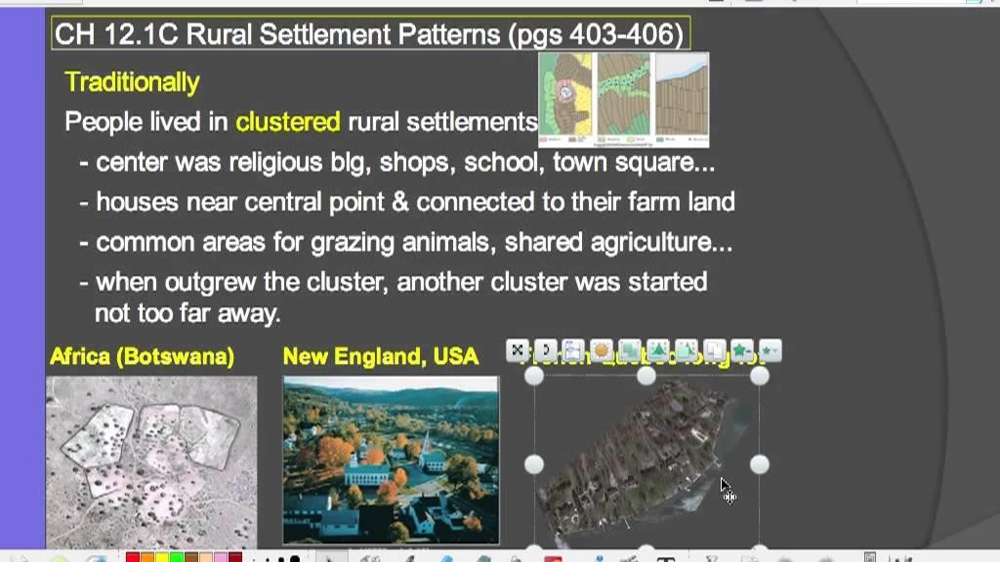 CH 12.1C Rural Settlement Patterns (pgs 403-406)
Traditionally
People lived in clustered rural settlements
- center was religious blg, shops, school, town square...
- houses near central point & connected to their farm land
- common areas for grazing animals, shared agriculture...
- when outgrew the cluster, another cluster was started
not too far away.
Africa (Botswana)
New England, USA